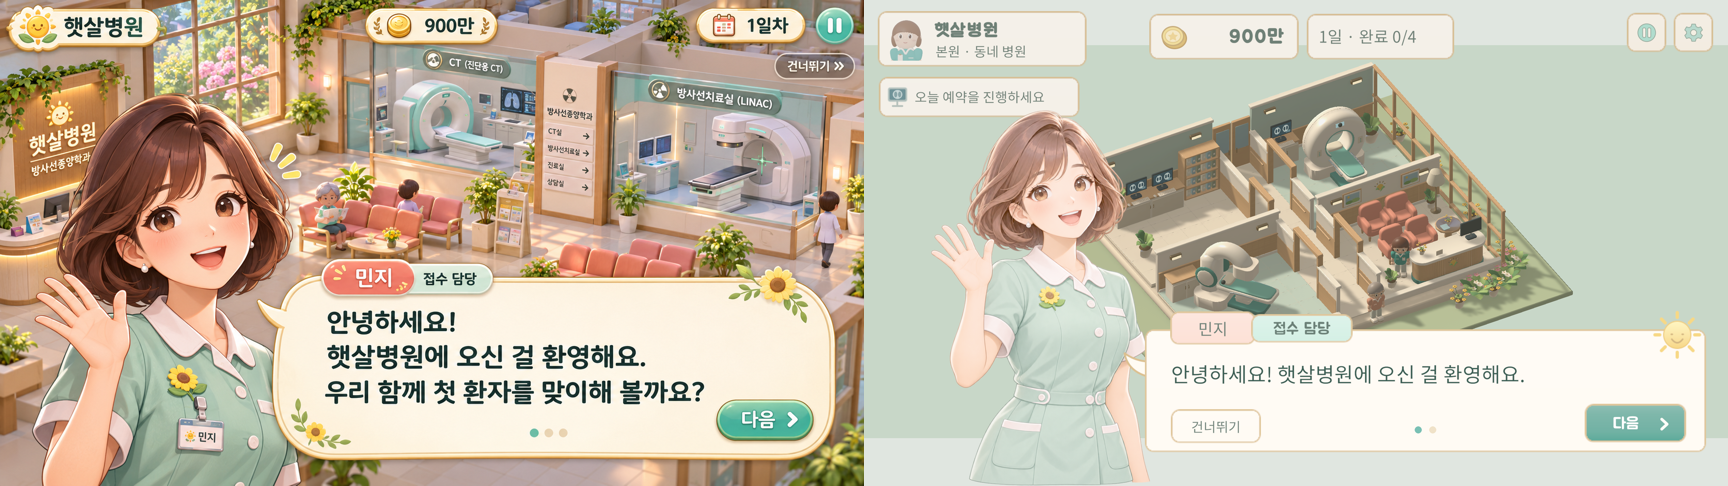 햇살병원
900만
1일차
건너뛰기 »
CT (진단용 CT)
방사선치료실 (LINAC)
방사선종양학과
CT실 →
방사선치료실 →
진료실 →
상담실 →
햇살병원
방사선종양학과
민지
접수 담당
안녕하세요!
햇살병원에 오신 걸 환영해요.
우리 함께 첫 환자를 맞이해 볼까요?
다음
민지
햇살병원
본원 · 동네 병원
900만
1일 · 완료 0/4
오늘 예약을 진행하세요
민지
접수 담당
안녕하세요! 햇살병원에 오신 걸 환영해요.
건너뛰기
다음